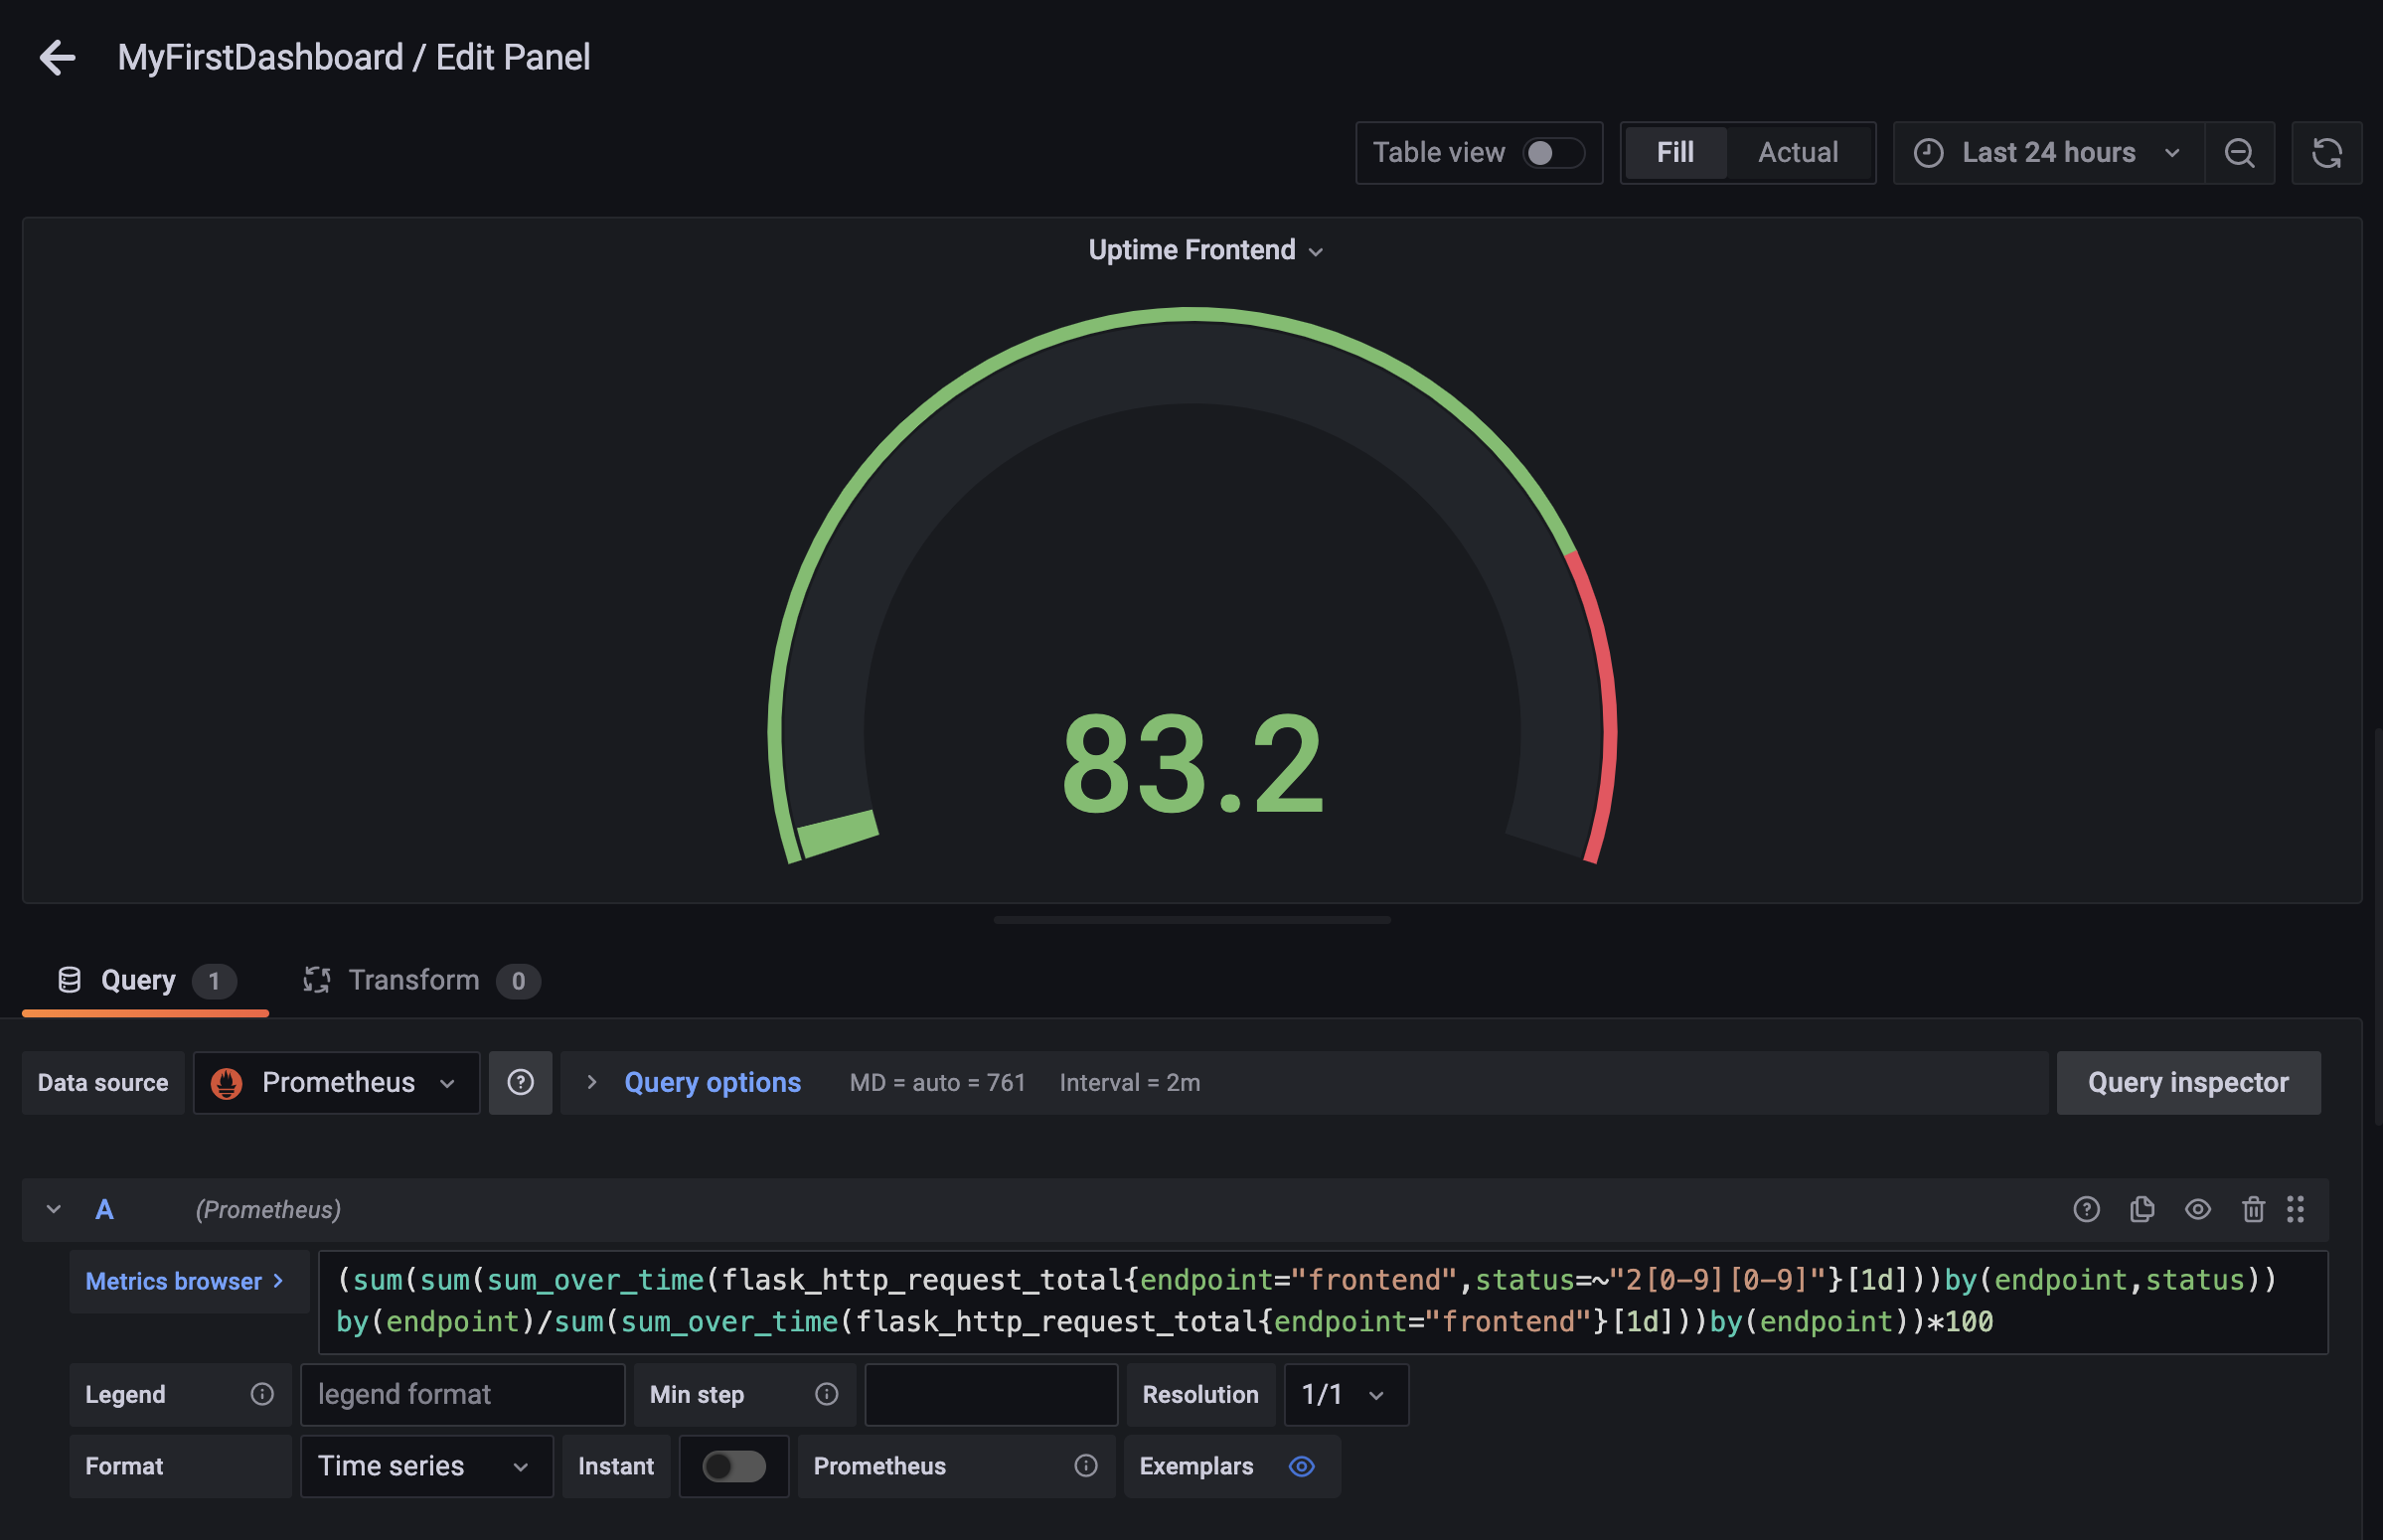 MyFirstDashboard / Edit Panel
Table view
Fill
Actual
Last 24 hours
Uptime Frontend
83.2
Query 1
Transform 0
Data source
Prometheus
Query options
MD = auto = 761
Interval = 2m
Query inspector
A
(Prometheus)
Metrics browser >
(sum(sum(sum_over_time(flask_http_request_total{endpoint="frontend",status=~"2[0-9][0-9]"}[1d]))by(endpoint,status))
by(endpoint)/sum(sum_over_time(flask_http_request_total{endpoint="frontend"}[1d]))by(endpoint))*100
Legend
legend format
Min step
Resolution
1/1
Format
Time series
Instant
Prometheus
Exemplars